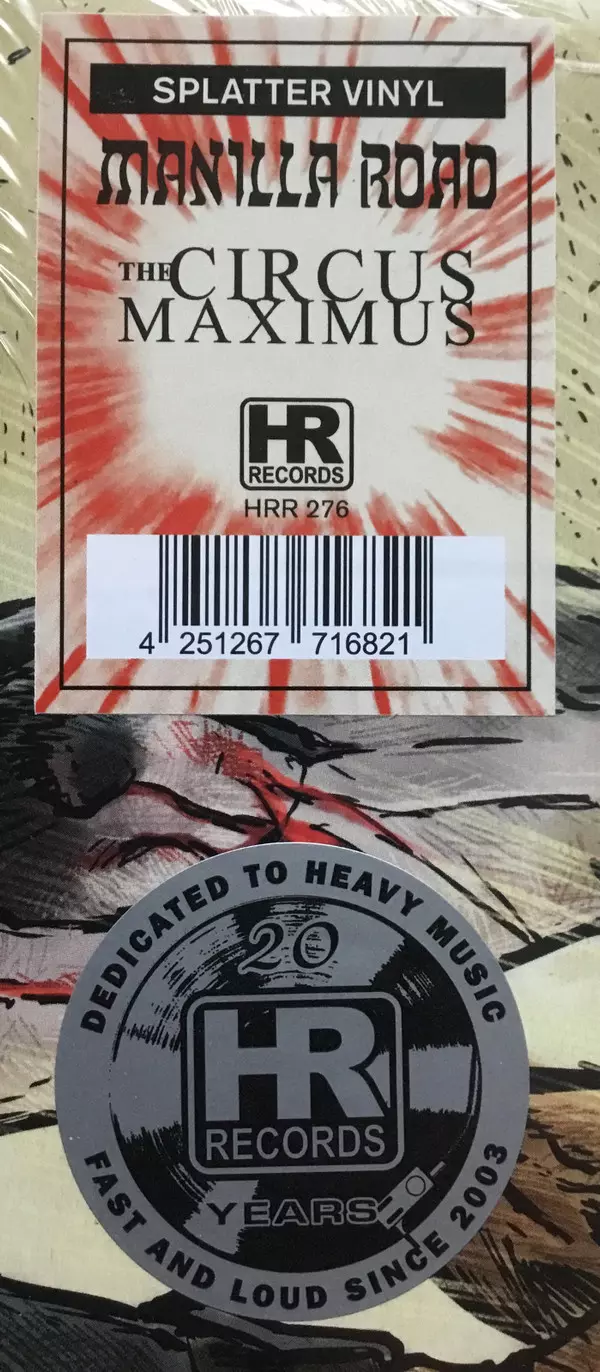 SPLATTER VINYL
MANILLA ROAD
THE CIRCUS
MAXIMUS
HR
RECORDS
HRR 276
4 251267 716821
DEDICATED TO HEAVY MUSIC
20
HR
RECORDS
YEARS
FAST AND LOUD SINCE 2003